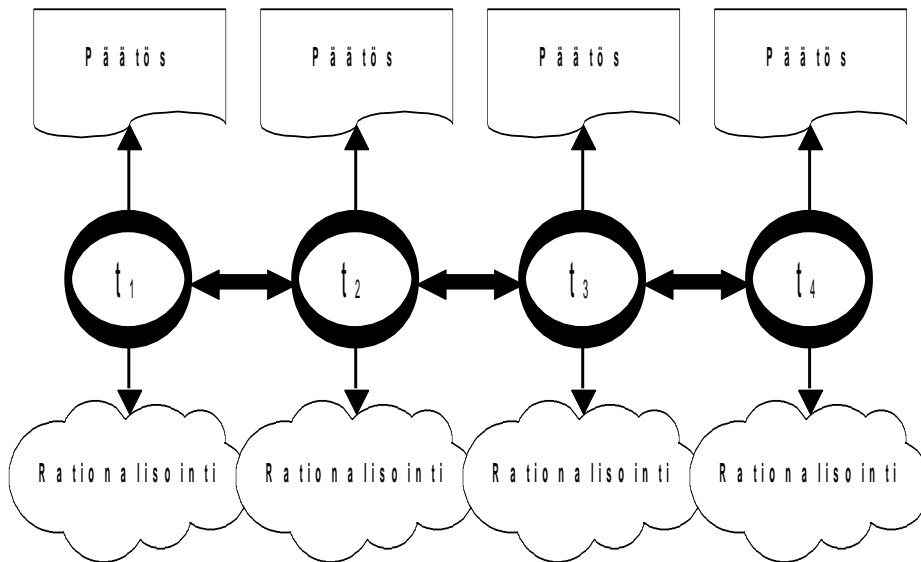 Päätös
Päätös
Päätös
Päätös
t1
t2
t3
t4
Rationalisointi
Rationalisointi
Rationalisointi
Rationalisointi